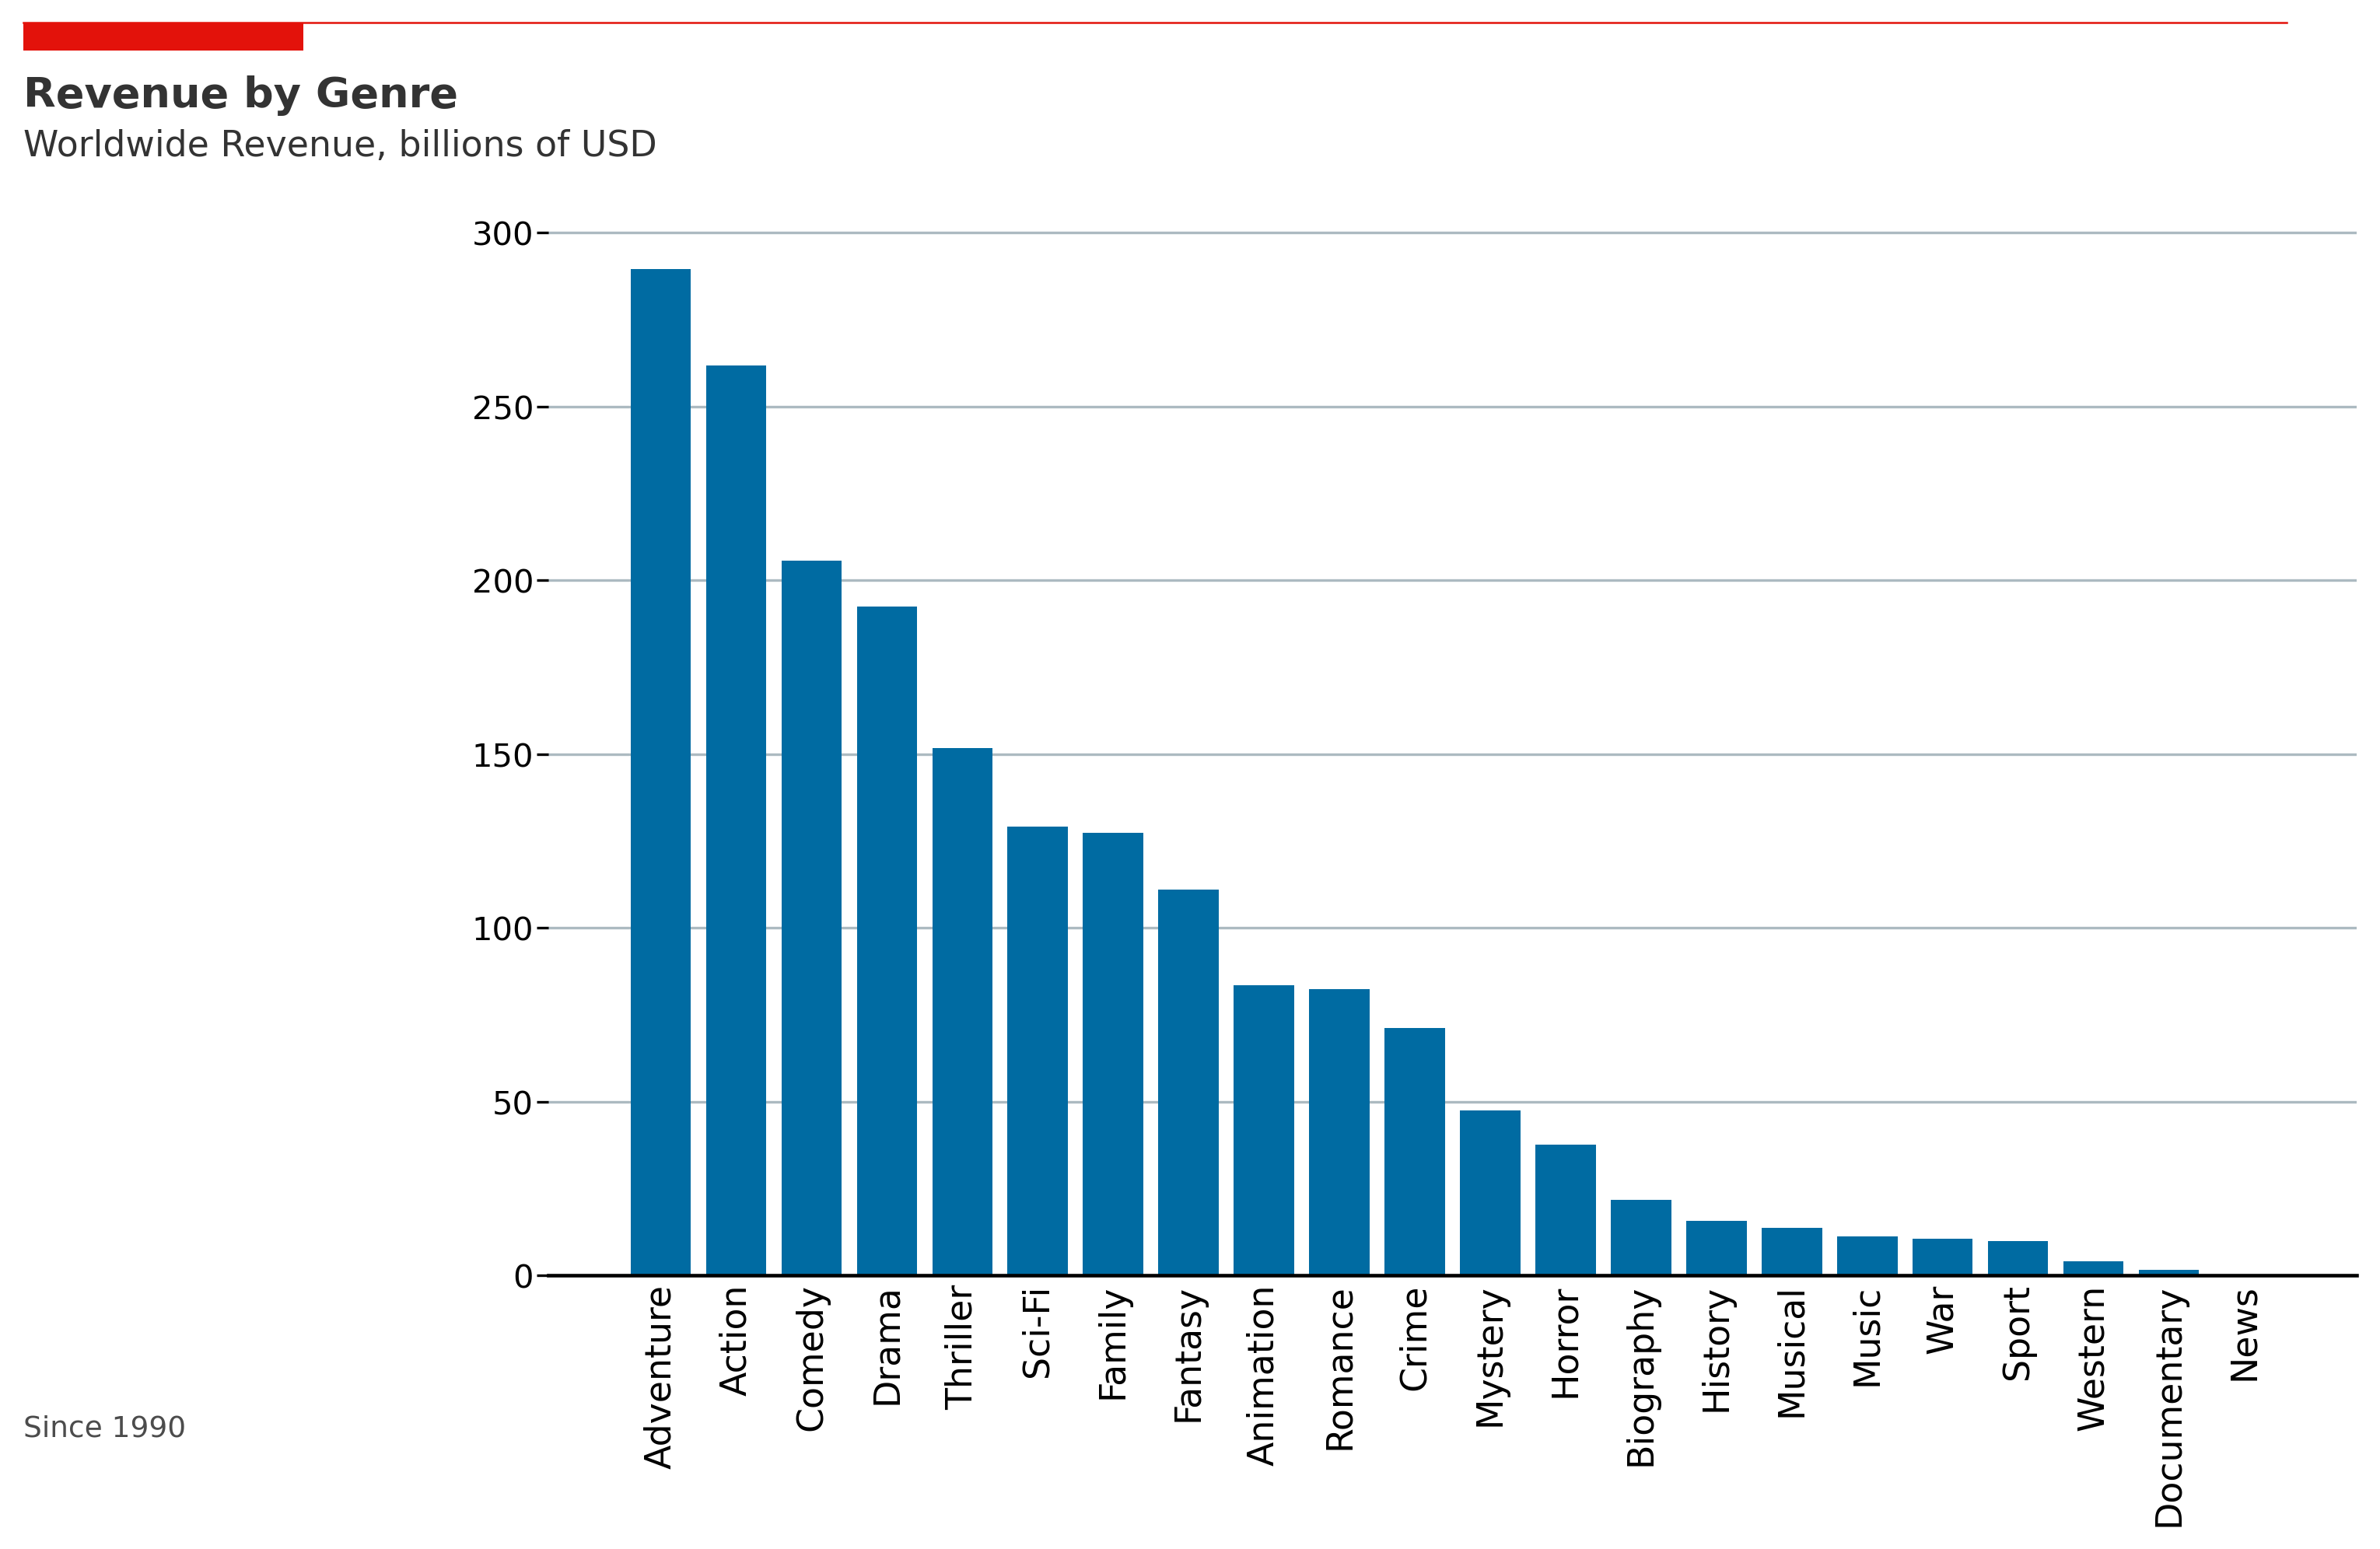 Revenue by Genre
Worldwide Revenue, billions of USD
300
250
200
150
100
50
0
Adventure
Action
Comedy
Drama
Thriller
Sci-Fi
Family
Fantasy
Animation
Romance
Crime
Mystery
Horror
Biography
History
Musical
Music
War
Sport
Western
Documentary
News
Since 1990